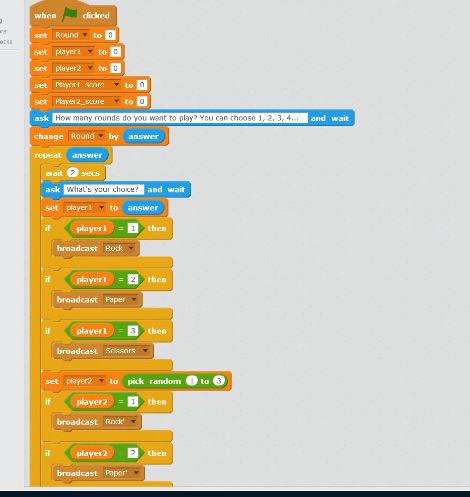 when clicked
set Round to 0
set player1 to 0
set player2 to 0
set Player1_score to 0
set Player2_score to 0
ask How many rounds do you want to play? You can choose 1, 2, 3, 4... and wait
change Round by answer
repeat answer
wait 2 secs
ask What's your choice? and wait
set player1 to answer
if player1 = 1 then
broadcast Rock
if player1 = 2 then
broadcast Paper
if player1 = 3 then
broadcast Scissors
set player2 to pick random 1 to 3
if player2 = 1 then
broadcast Rock'
if player2 = 2 then
broadcast Paper'